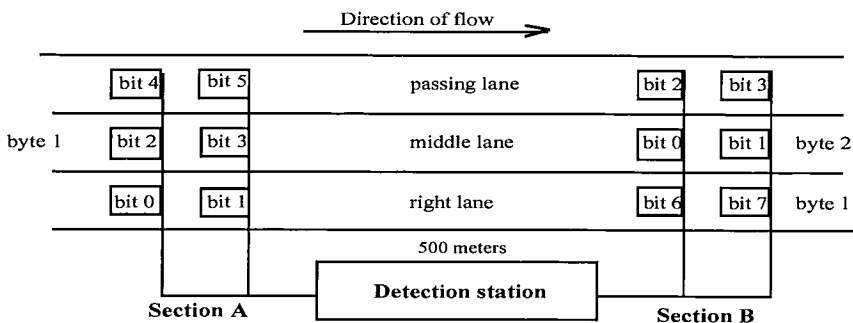 Direction of flow
bit 4 bit 5 passing lane bit 2 bit 3
byte 1 bit 2 bit 3 middle lane bit 0 bit 1 byte 2
bit 0 bit 1 right lane bit 6 bit 7 byte 1
500 meters
Detection station
Section A Section B